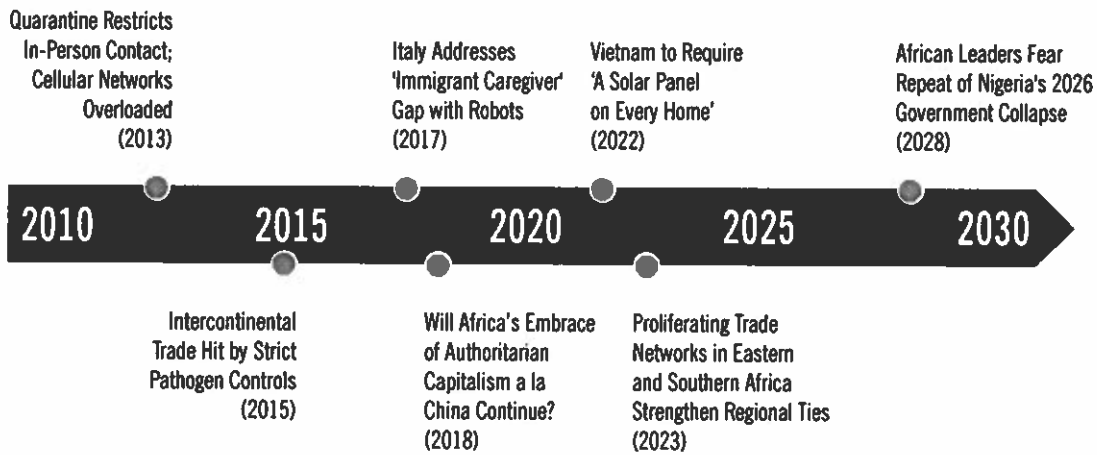 Quarantine Restricts
In-Person Contact;
Cellular Networks
Overloaded
(2013)
Italy Addresses
'Immigrant Caregiver'
Gap with Robots
(2017)
Vietnam to Require
'A Solar Panel
on Every Home'
(2022)
African Leaders Fear
Repeat of Nigeria's 2026
Government Collapse
(2028)
2010
2015
2020
2025
2030
Intercontinental
Trade Hit by Strict
Pathogen Controls
(2015)
Will Africa's Embrace
of Authoritarian
Capitalism a la
China Continue?
(2018)
Proliferating Trade
Networks in Eastern
and Southern Africa
Strengthen Regional Ties
(2023)